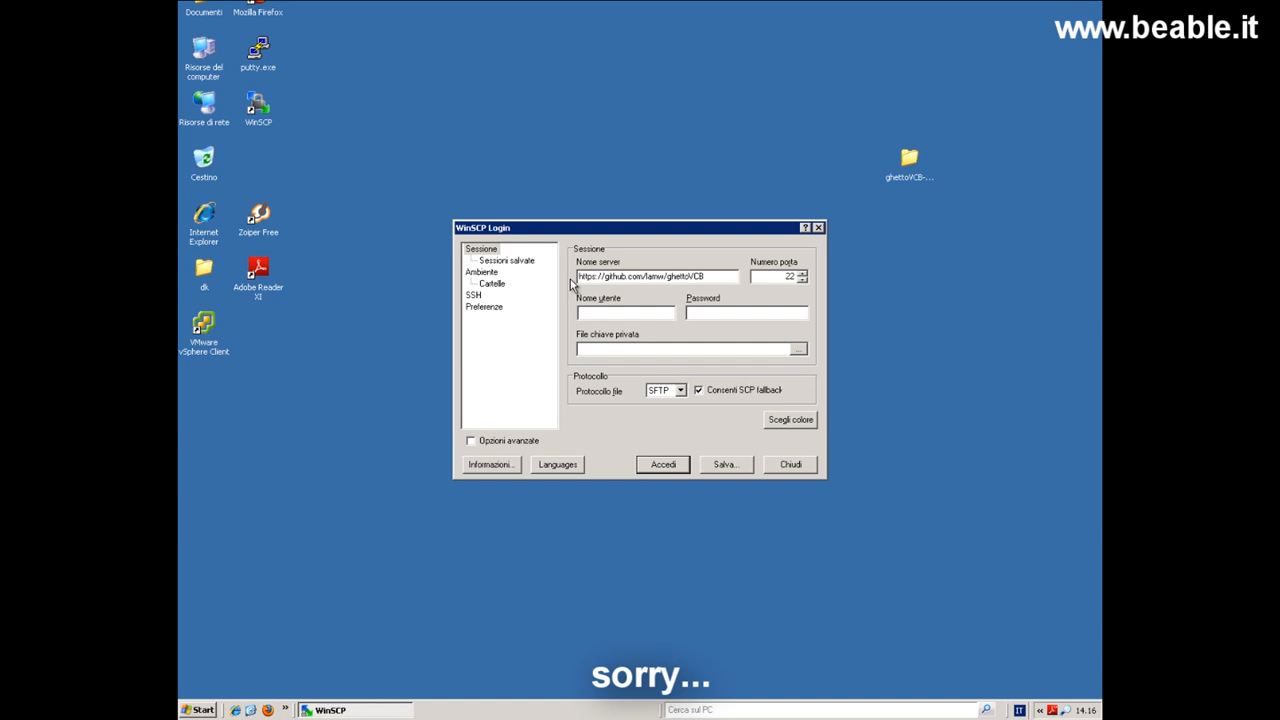 www.beable.it
Documenti
Mozilla Firefox
Risorse del
computer
putty.exe
Risorse di rete
WinSCP
Cestino
Internet
Explorer
Zoiper Free
dk
Adobe Reader
XI
VMware
vSphere Client
ghettoVCB-...
WinSCP Login
Sessione
Sessioni salvate
Ambiente
Cartelle
SSH
Preferenze
Sessione
Nome server
Numero porta
https://github.com/lamw/ghettoVCB
22
Nome utente
Password
File chiave privata
...
Protocollo
Protocollo file
SFTP
Consenti SCP fallback
Scegli colore
Opzioni avanzate
Informazioni...
Languages
Accedi
Salva...
Chiudi
sorry...
Start
WinSCP
Cerca sul PC
IT
14.16